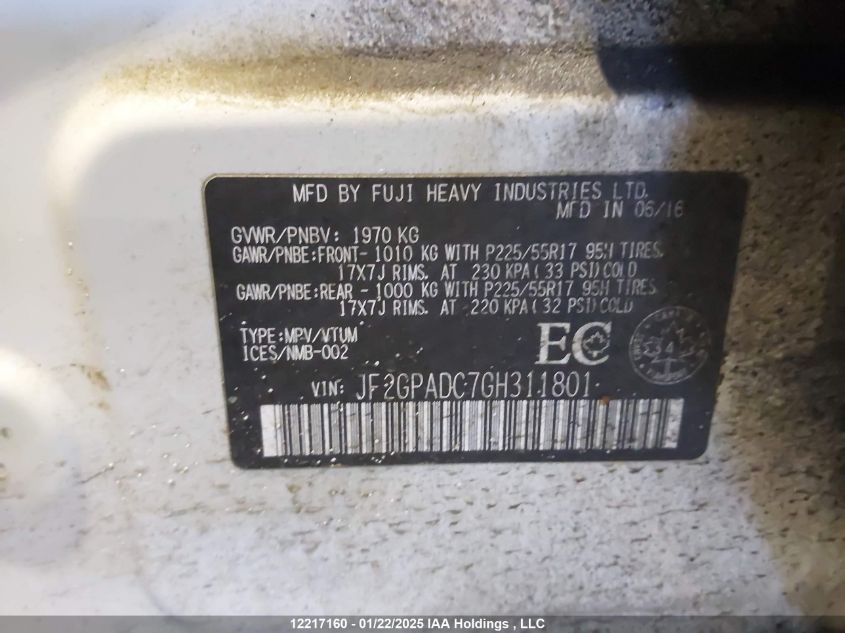 MFD BY FUJI HEAVY INDUSTRIES LTD.
MFD IN 06/16
GVWR/PNBV: 1970 KG
GAWR/PNBE:FRONT- 1010 KG WITH P225/55R17 95H TIRES.
17X7J RIMS. AT 230 KPA( 33 PSI)COLD
GAWR/PNBE:REAR - 1000 KG WITH P225/55R17 95H TIRES.
17X7J RIMS. AT 220 KPA( 32 PSI)COLD
TYPE:MPV/VTUM
ICES/NMB-002
EC
VIN: JF2GPADC7GH311801
12217160 - 01/22/2025 IAA Holdings , LLC